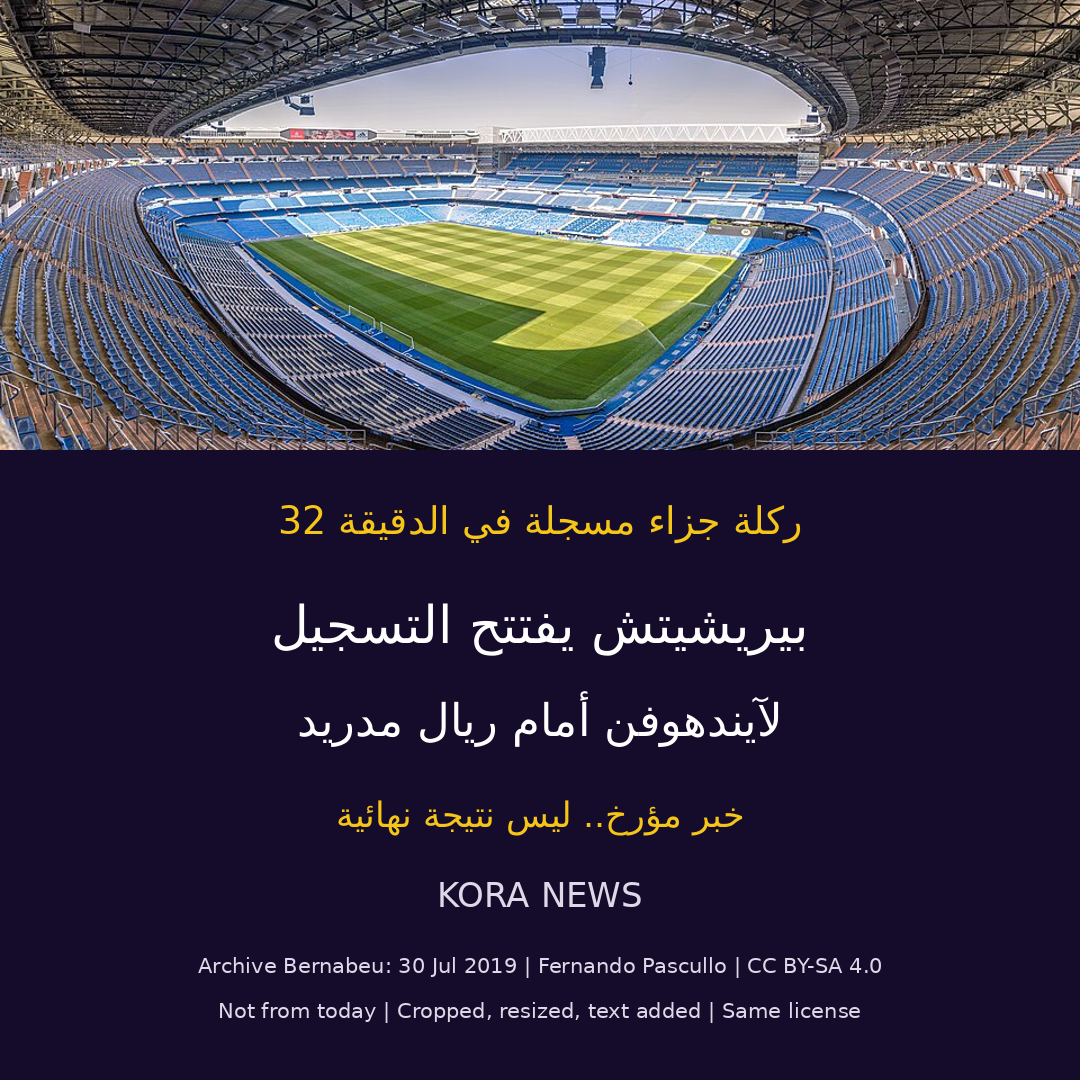 ركلة جزاء مسجلة في الدقيقة 32
بيريشيتش يفتتح التسجيل
لآيندهوفن أمام ريال مدريد
خبر مؤرخ.. ليس نتيجة نهائية
KORA NEWS
Archive Bernabeu: 30 Jul 2019 | Fernando Pascullo | CC BY-SA 4.0
Not from today | Cropped, resized, text added | Same license